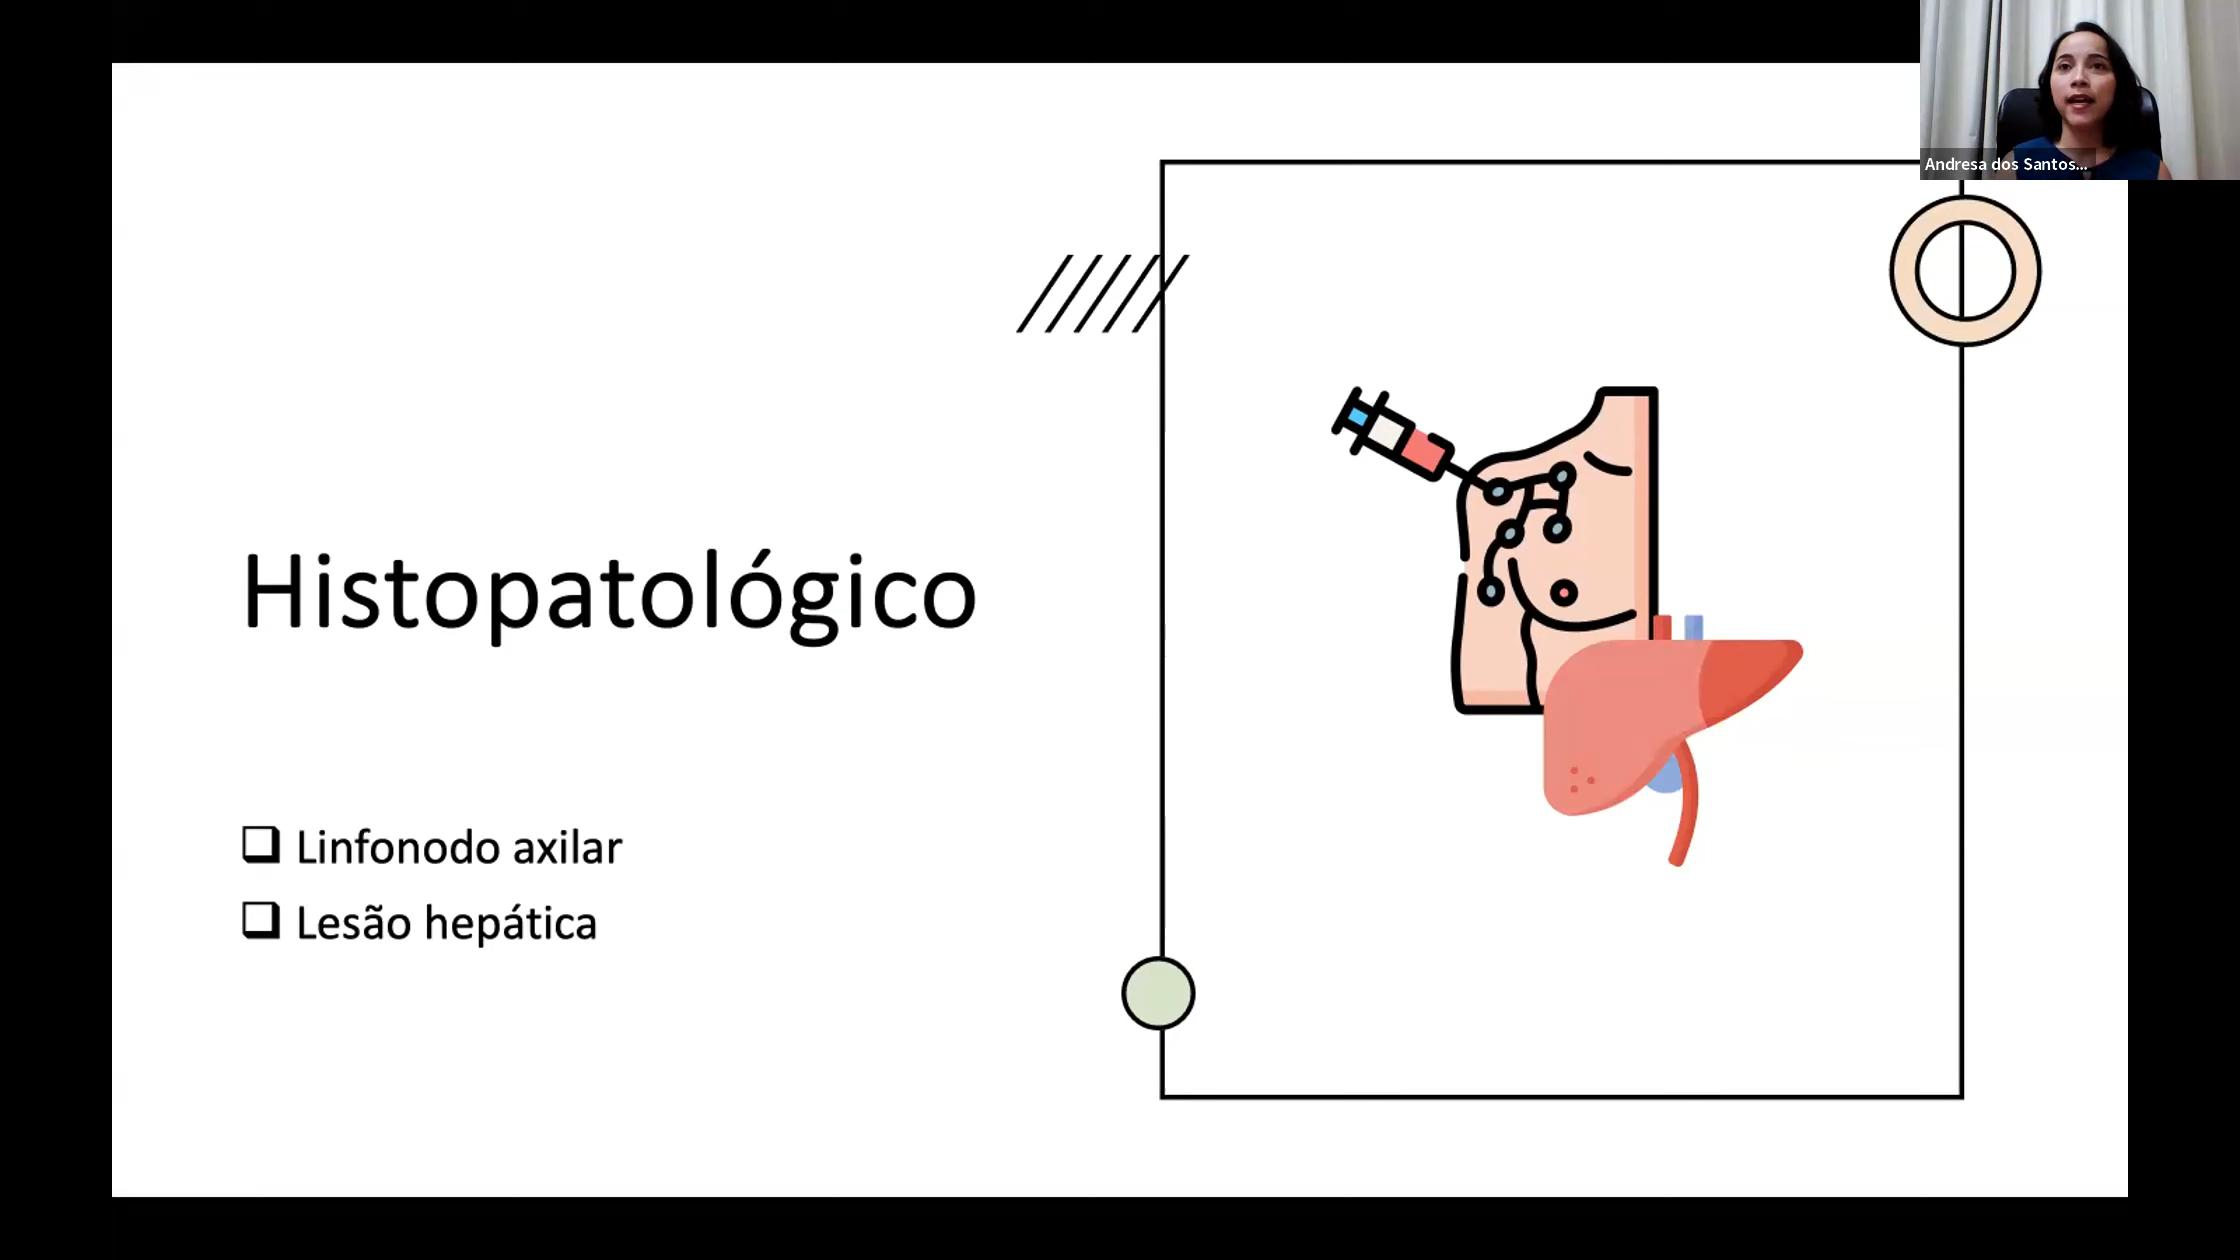 Andresa dos Santos...
Histopatológico
Linfonodo axilar
Lesão hepática